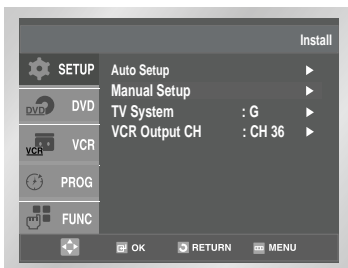 Install
SETUP
DVD
DVD
VCR
VCR
PROG
FUNC
Auto Setup
Manual Setup
TV System : G
VCR Output CH : CH 36
OK RETURN MENU